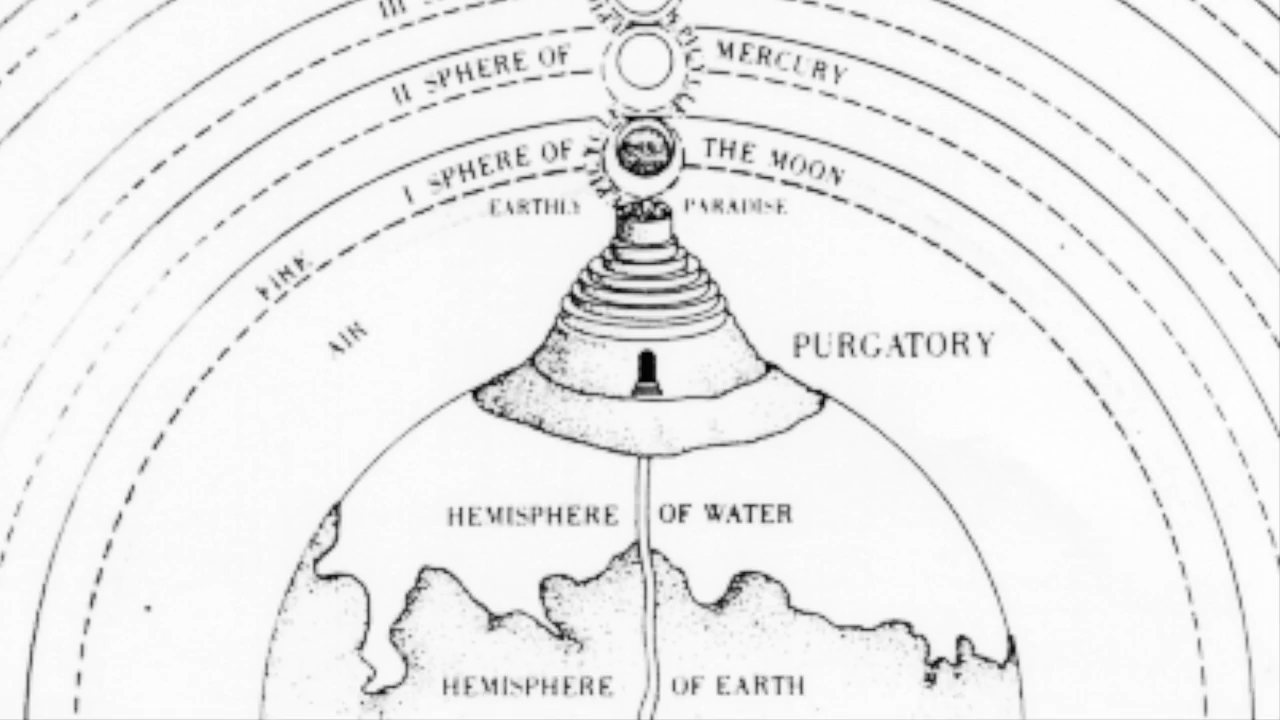 III
II SPHERE OF MERCURY
I SPHERE OF THE MOON
EARTHLY PARADISE
FIRE
AIR
PURGATORY
HEMISPHERE OF WATER
HEMISPHERE OF EARTH